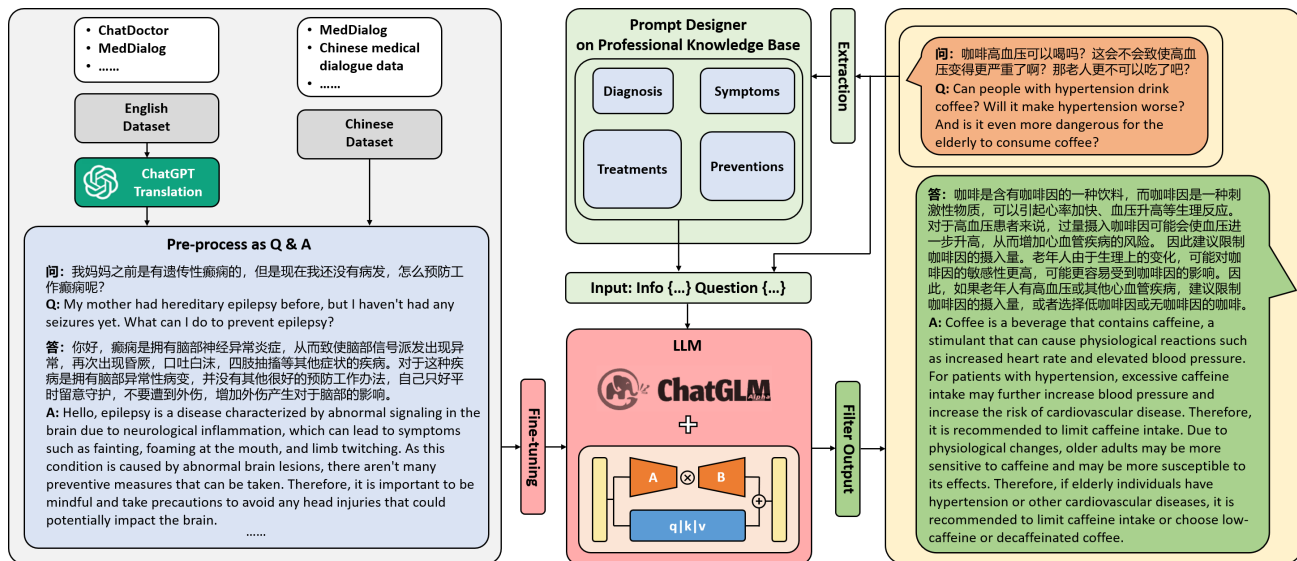 • ChatDoctor
• MedDialog
• ……
• MedDialog
• Chinese medical
dialogue data
• ……
English
Dataset
Chinese
Dataset
ChatGPT
Translation
Pre-process as Q & A
问：我妈妈之前是有遗传性癫痫的，但是现在我还没有病发，怎么预防工
作癫痫呢？
Q: My mother had hereditary epilepsy before, but I haven't had any
seizures yet. What can I do to prevent epilepsy?
答：你好，癫痫是拥有脑部神经异常炎症，从而致使脑部信号派发出现异
常，再次出现昏厥，口吐白沫，四肢抽搐等其他症状的疾病。对于这种疾
病是拥有脑部异常性病变，并没有其他很好的预防工作办法，自己只好平
时留意守护，不要遭到外伤，增加外伤产生对于脑部的影响。
A: Hello, epilepsy is a disease characterized by abnormal signaling in the
brain due to neurological inflammation, which can lead to symptoms
such as fainting, foaming at the mouth, and limb twitching. As this
condition is caused by abnormal brain lesions, there aren't many
preventive measures that can be taken. Therefore, it is important to be
mindful and take precautions to avoid any head injuries that could
potentially impact the brain.
……
Fine-tuning
Prompt Designer
on Professional Knowledge Base
Diagnosis
Symptoms
Treatments
Preventions
Extraction
Input: Info {…} Question {…}
LLM
ChatGLM
Alpha
+
A
B
q|k|v
Filter Output
问：咖啡高血压可以喝吗？这会不会致使高血
压变得更严重了啊？那老人更不可以吃了吧？
Q: Can people with hypertension drink
coffee? Will it make hypertension worse?
And is it even more dangerous for the
elderly to consume coffee?
答：咖啡是含有咖啡因的一种饮料，而咖啡因是一种刺
激性物质，可以引起心率加快、血压升高等生理反应。
对于高血压患者来说，过量摄入咖啡因可能会使血压进
一步升高，从而增加心血管疾病的风险。 因此建议限制
咖啡因的摄入量。老年人由于生理上的变化，可能对咖
啡因的敏感性更高，可能更容易受到咖啡因的影响。因
此，如果老年人有高血压或其他心血管疾病，建议限制
咖啡因的摄入量，或者选择低咖啡因或无咖啡因的咖啡。
A: Coffee is a beverage that contains caffeine, a
stimulant that can cause physiological reactions such
as increased heart rate and elevated blood pressure.
For patients with hypertension, excessive caffeine
intake may further increase blood pressure and
increase the risk of cardiovascular disease. Therefore,
it is recommended to limit caffeine intake. Due to
physiological changes, older adults may be more
sensitive to caffeine and may be more susceptible to
its effects. Therefore, if elderly individuals have
hypertension or other cardiovascular diseases, it is
recommended to limit caffeine intake or choose low-
caffeine or decaffeinated coffee.